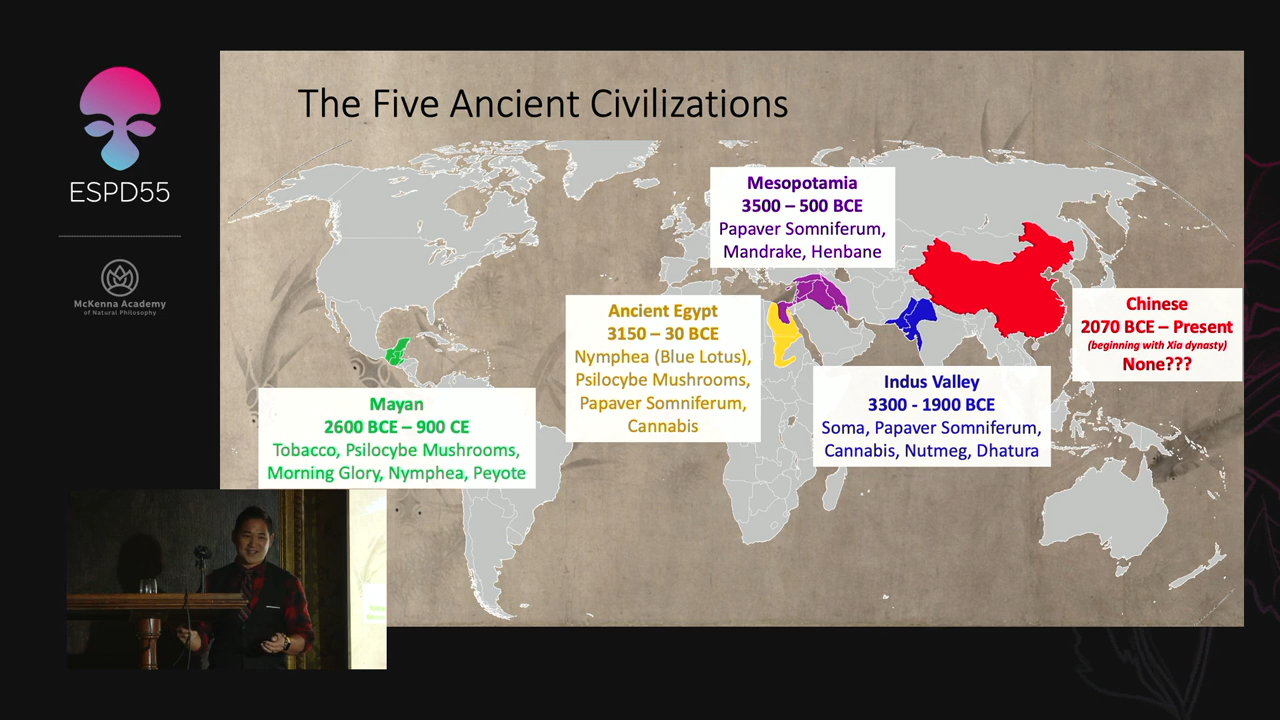 ESPD55
McKenna Academy
of Natural Philosophy
The Five Ancient Civilizations
Mesopotamia
3500 – 500 BCE
Papaver Somniferum,
Mandrake, Henbane
Ancient Egypt
3150 – 30 BCE
Nymphea (Blue Lotus),
Psilocybe Mushrooms,
Papaver Somniferum,
Cannabis
Chinese
2070 BCE – Present
(beginning with Xia dynasty)
None???
Indus Valley
3300 - 1900 BCE
Soma, Papaver Somniferum,
Cannabis, Nutmeg, Dhatura
Mayan
2600 BCE – 900 CE
Tobacco, Psilocybe Mushrooms,
Morning Glory, Nymphea, Peyote